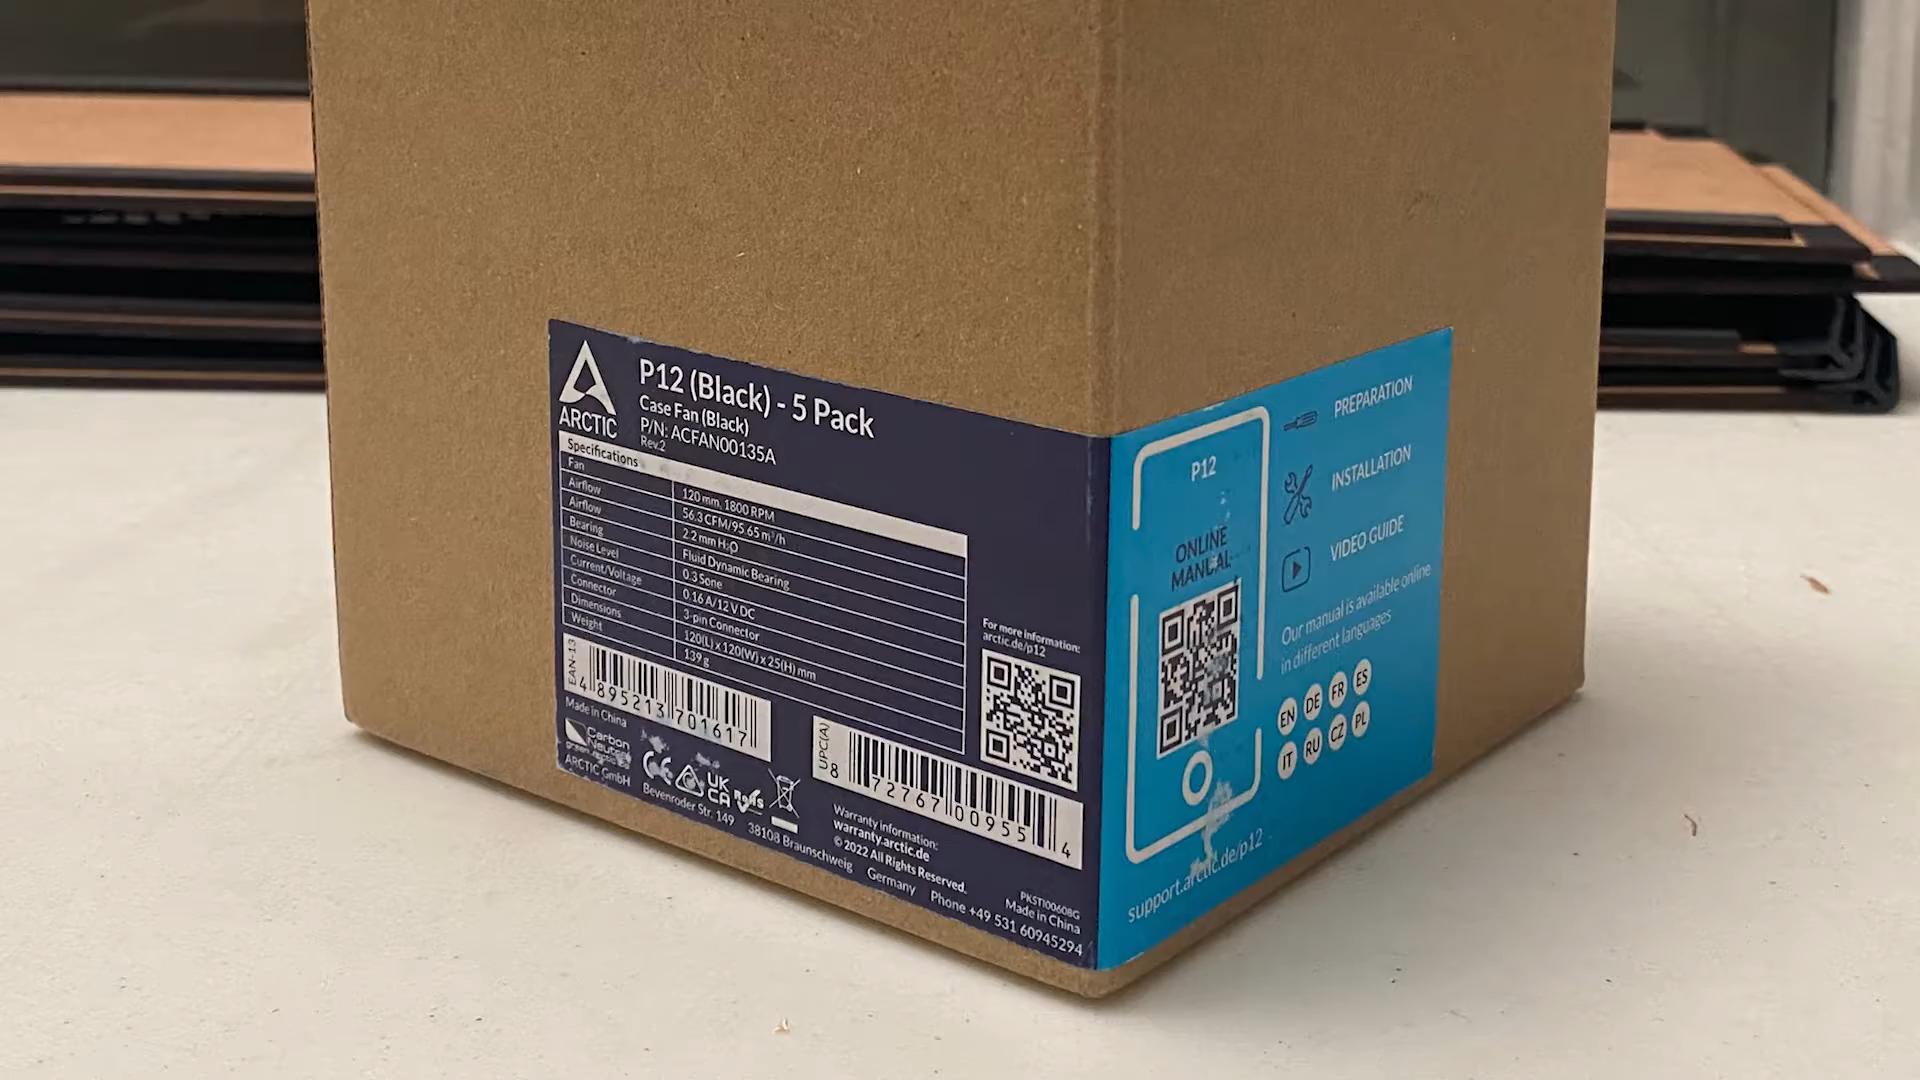 ARCTIC
P12 (Black) - 5 Pack
Case Fan (Black)
P/N: ACFAN00135A
Rev.2
Specifications
Fan 120 mm, 1800 RPM
Airflow 56.3 CFM/95.65 m³/h
Airflow 2.2 mm H₂O
Bearing Fluid Dynamic Bearing
Noise Level 0.3 Sone
Current/Voltage 0.16 A/12 V DC
Connector 3-pin Connector
Dimensions 120(L) x 120(W) x 25(H) mm
Weight 139 g
For more information:
arctic.de/p12
EAN-13
4 895213 701617
UPC(A)
8 72767 00955 4
Made in China
Carbon
Neutral
CE UK CA RoHS
ARCTIC GmbH Bevenroder Str. 149 38108 Braunschweig Germany Phone +49 531 60945294
Warranty information:
warranty.arctic.de
© 2022 All Rights Reserved.
PKSTI00608G
Made in China
P12
ONLINE
MANUAL
PREPARATION
INSTALLATION
VIDEO GUIDE
Our manual is available online
in different languages
EN DE FR ES
IT RU CZ PL
support.arctic.de/p12